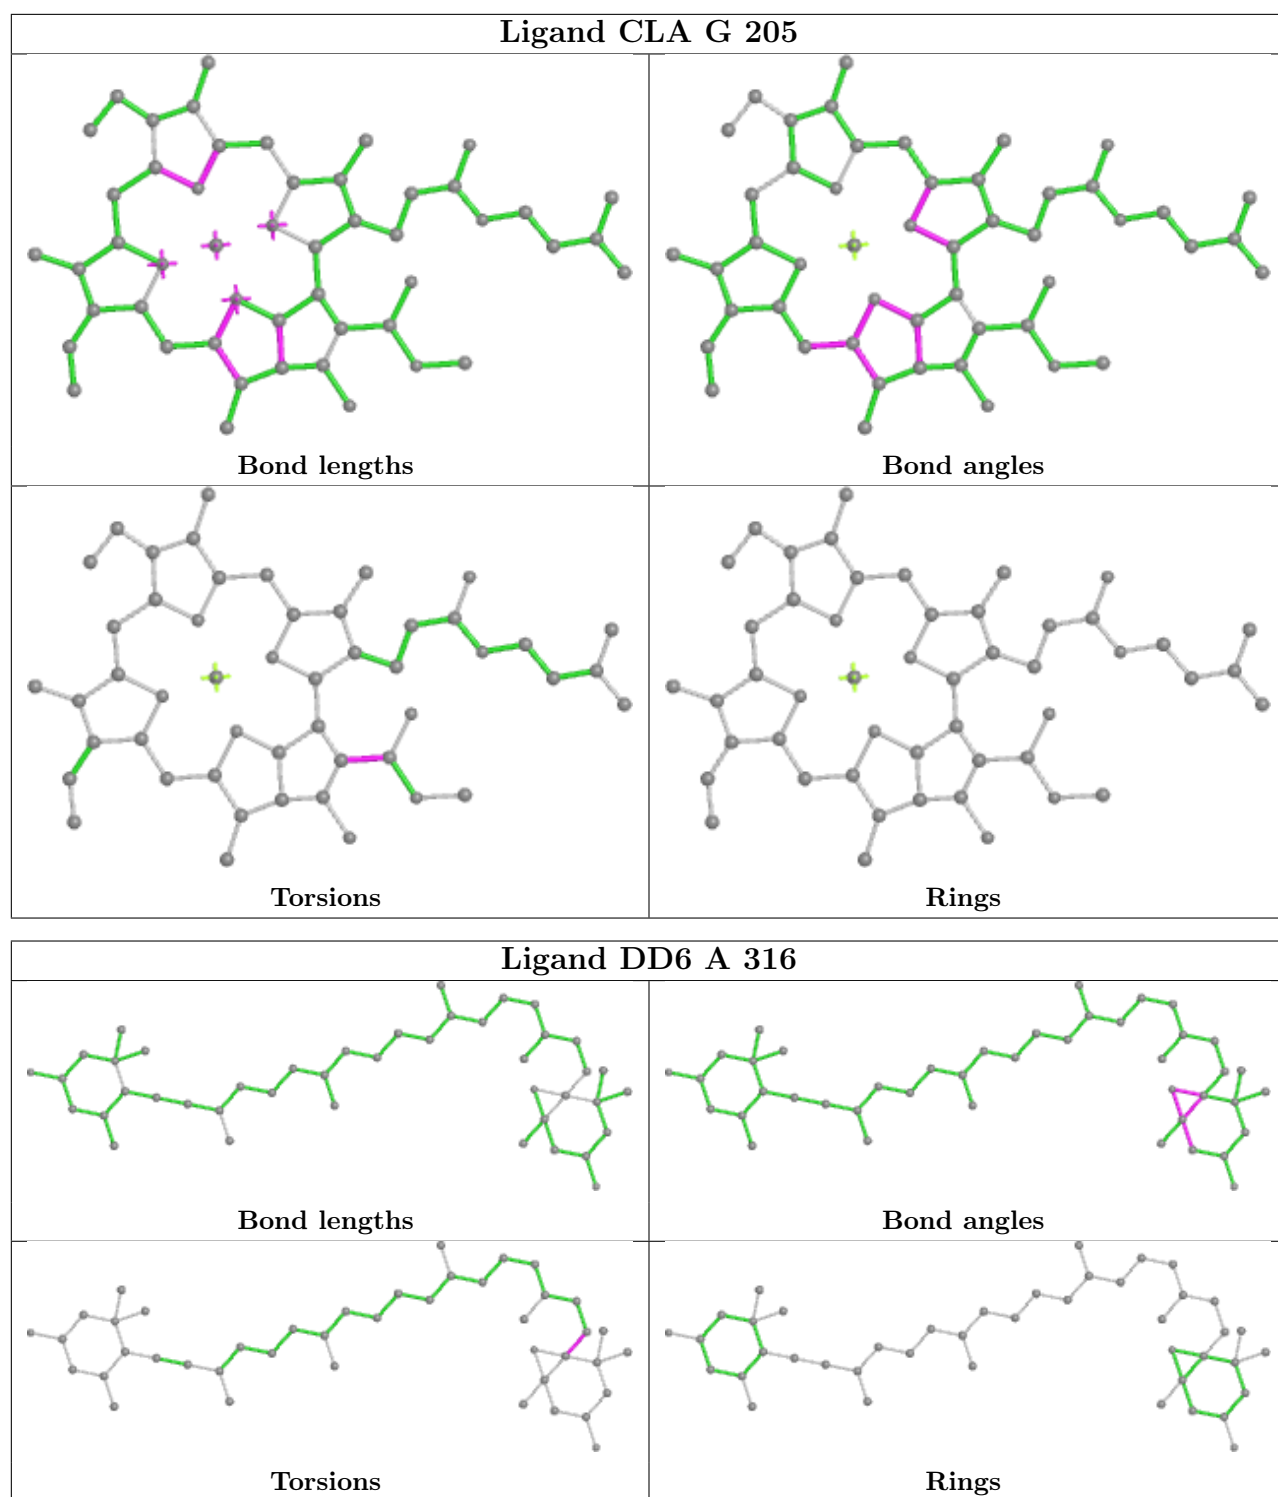 Ligand CLA G 205
Bond lengths
Bond angles
Torsions
Rings
Ligand DD6 A 316
Bond lengths
Bond angles
Torsions
Rings